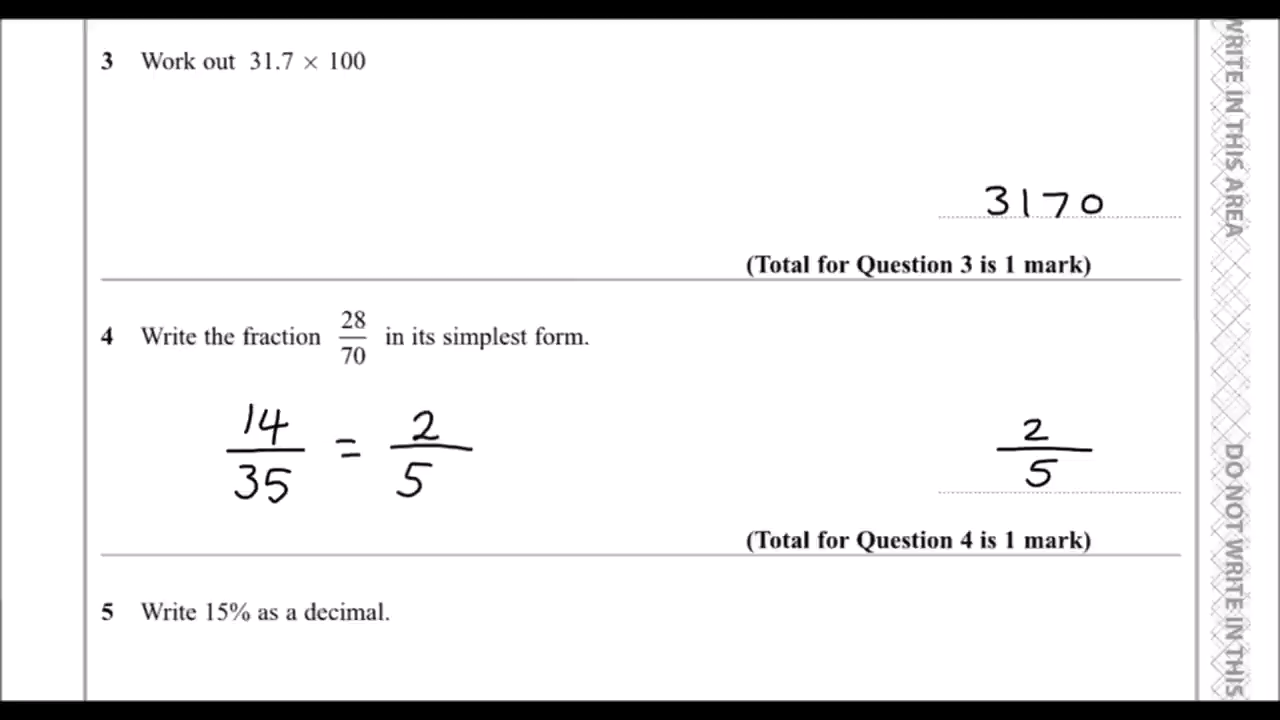 3 Work out 31.7 × 100
3170
(Total for Question 3 is 1 mark)
4 Write the fraction 28/70 in its simplest form.
14/35 = 2/5
2/5
(Total for Question 4 is 1 mark)
5 Write 15% as a decimal.
WRITE IN THIS AREA
DO NOT WRITE IN THIS